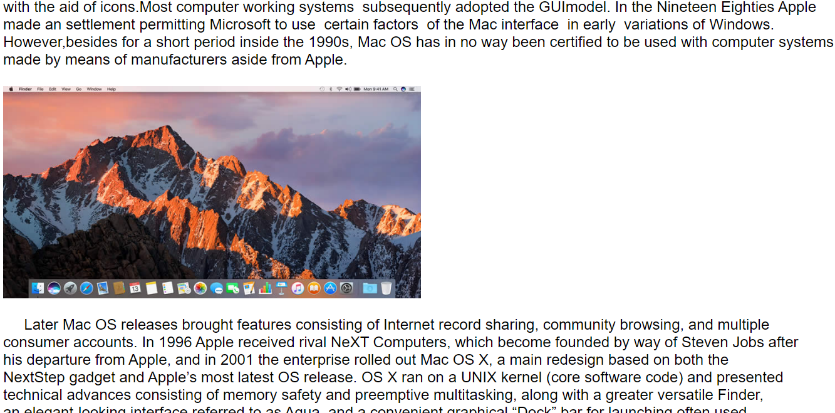 with the aid of icons.Most computer working systems  subsequently adopted the GUImodel. In the Nineteen Eighties Apple
made an settlement permitting Microsoft to use  certain factors  of the Mac interface  in early  variations of Windows.
However,besides for a short period inside the 1990s, Mac OS has in no way been certified to be used with computer systems
made by means of manufacturers aside from Apple.
Finder File Edit View Go Window Help Mon 9:41 AM
13
Later Mac OS releases brought features consisting of Internet record sharing, community browsing, and multiple
consumer accounts. In 1996 Apple received rival NeXT Computers, which become founded by way of Steven Jobs after
his departure from Apple, and in 2001 the enterprise rolled out Mac OS X, a main redesign based on both the
NextStep gadget and Apple's most latest OS release. OS X ran on a UNIX kernel (core software code) and presented
technical advances consisting of memory safety and preemptive multitasking, along with a greater versatile Finder,
an elegant looking interface referred to as Aqua, and a convenient graphical “Dock” bar for launching often used